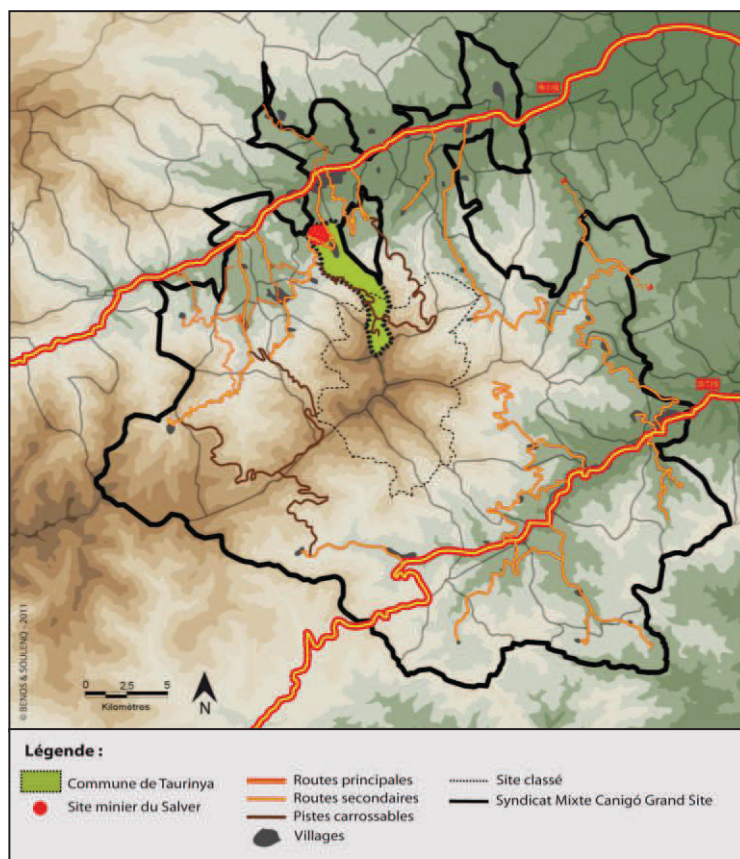 © BENOS & SOULENQ - 2011
0 2.5 5
Kilomètres
N
Légende :
Commune de Taurinya
Site minier du Salver
Routes principales
Routes secondaires
Pistes carrossables
Villages
Site classé
Syndicat Mixte Canigó Grand Site